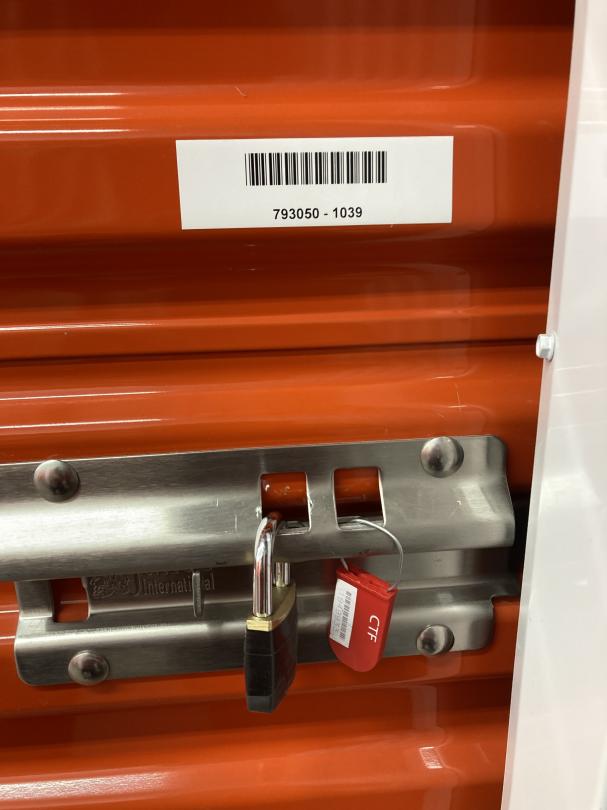 793050 - 1039
International
CTF